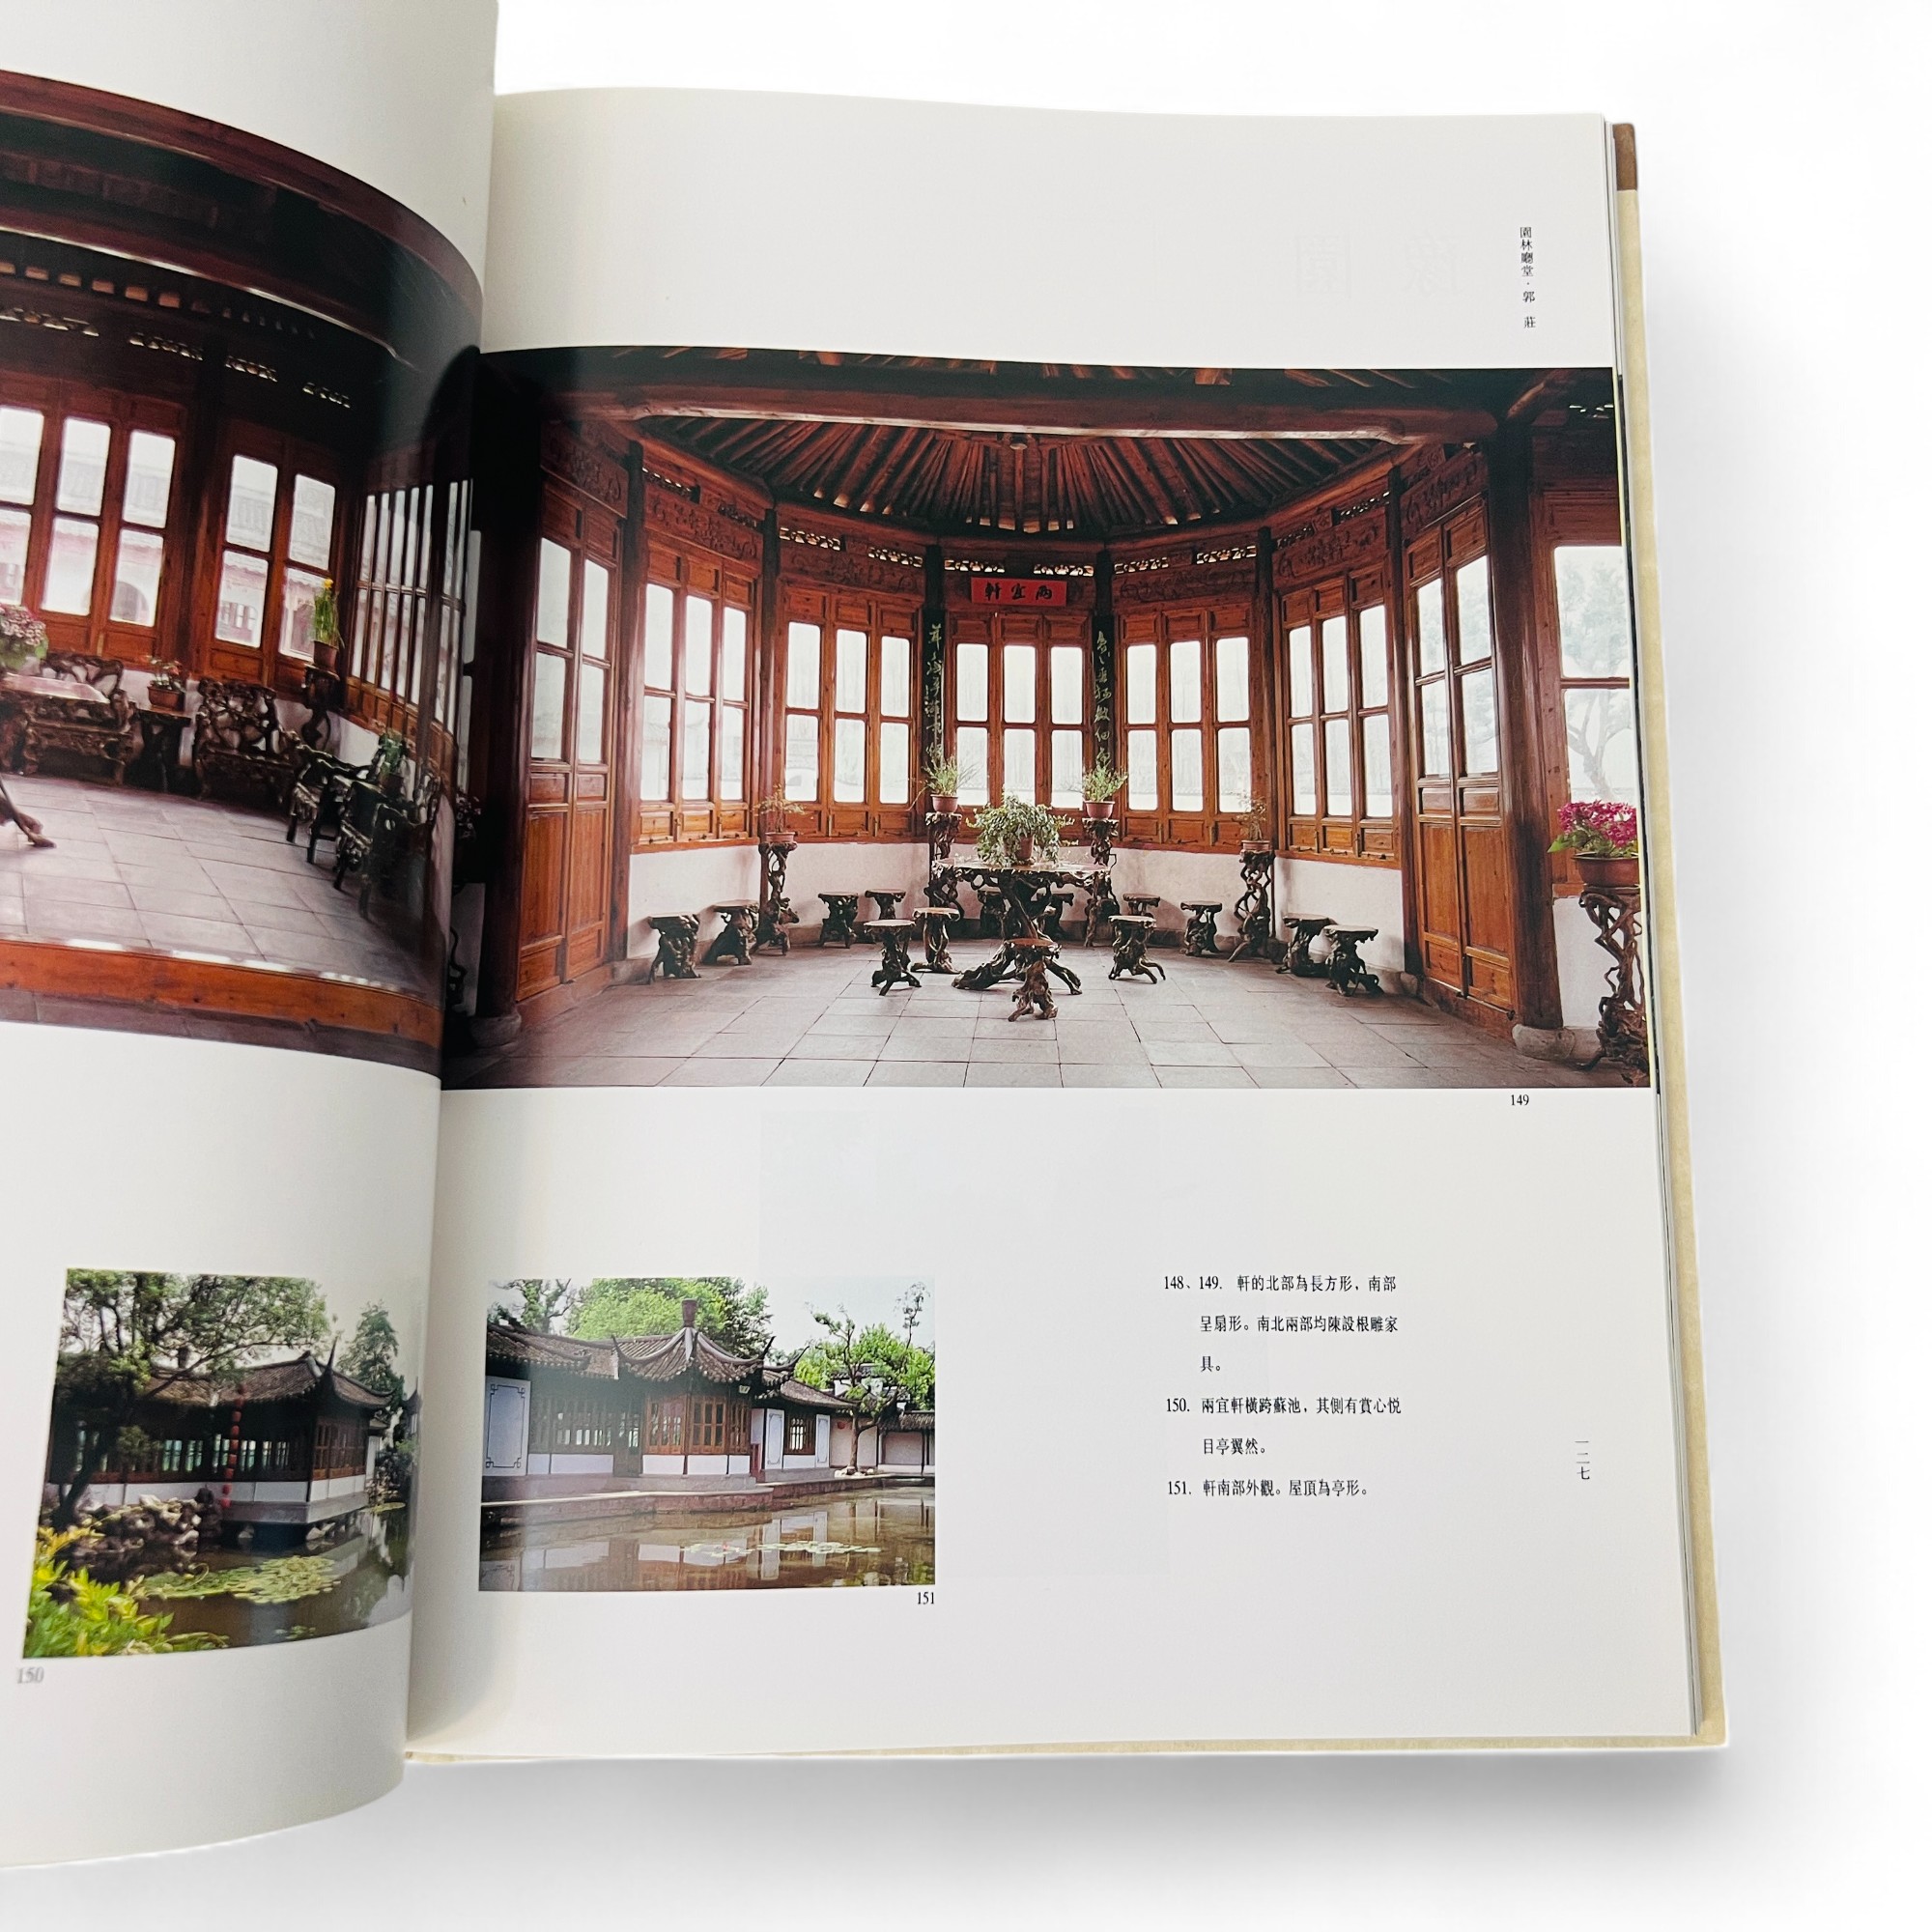 園林廳堂·郭 莊
軒宜兩
149
148、149. 軒的北部為長方形，南部
呈扇形。南北兩部均陳設根雕家
具。
150. 兩宜軒橫跨蘇池，其側有賞心悅
目亭翼然。
151. 軒南部外觀。屋頂為亭形。
一二七
150
151